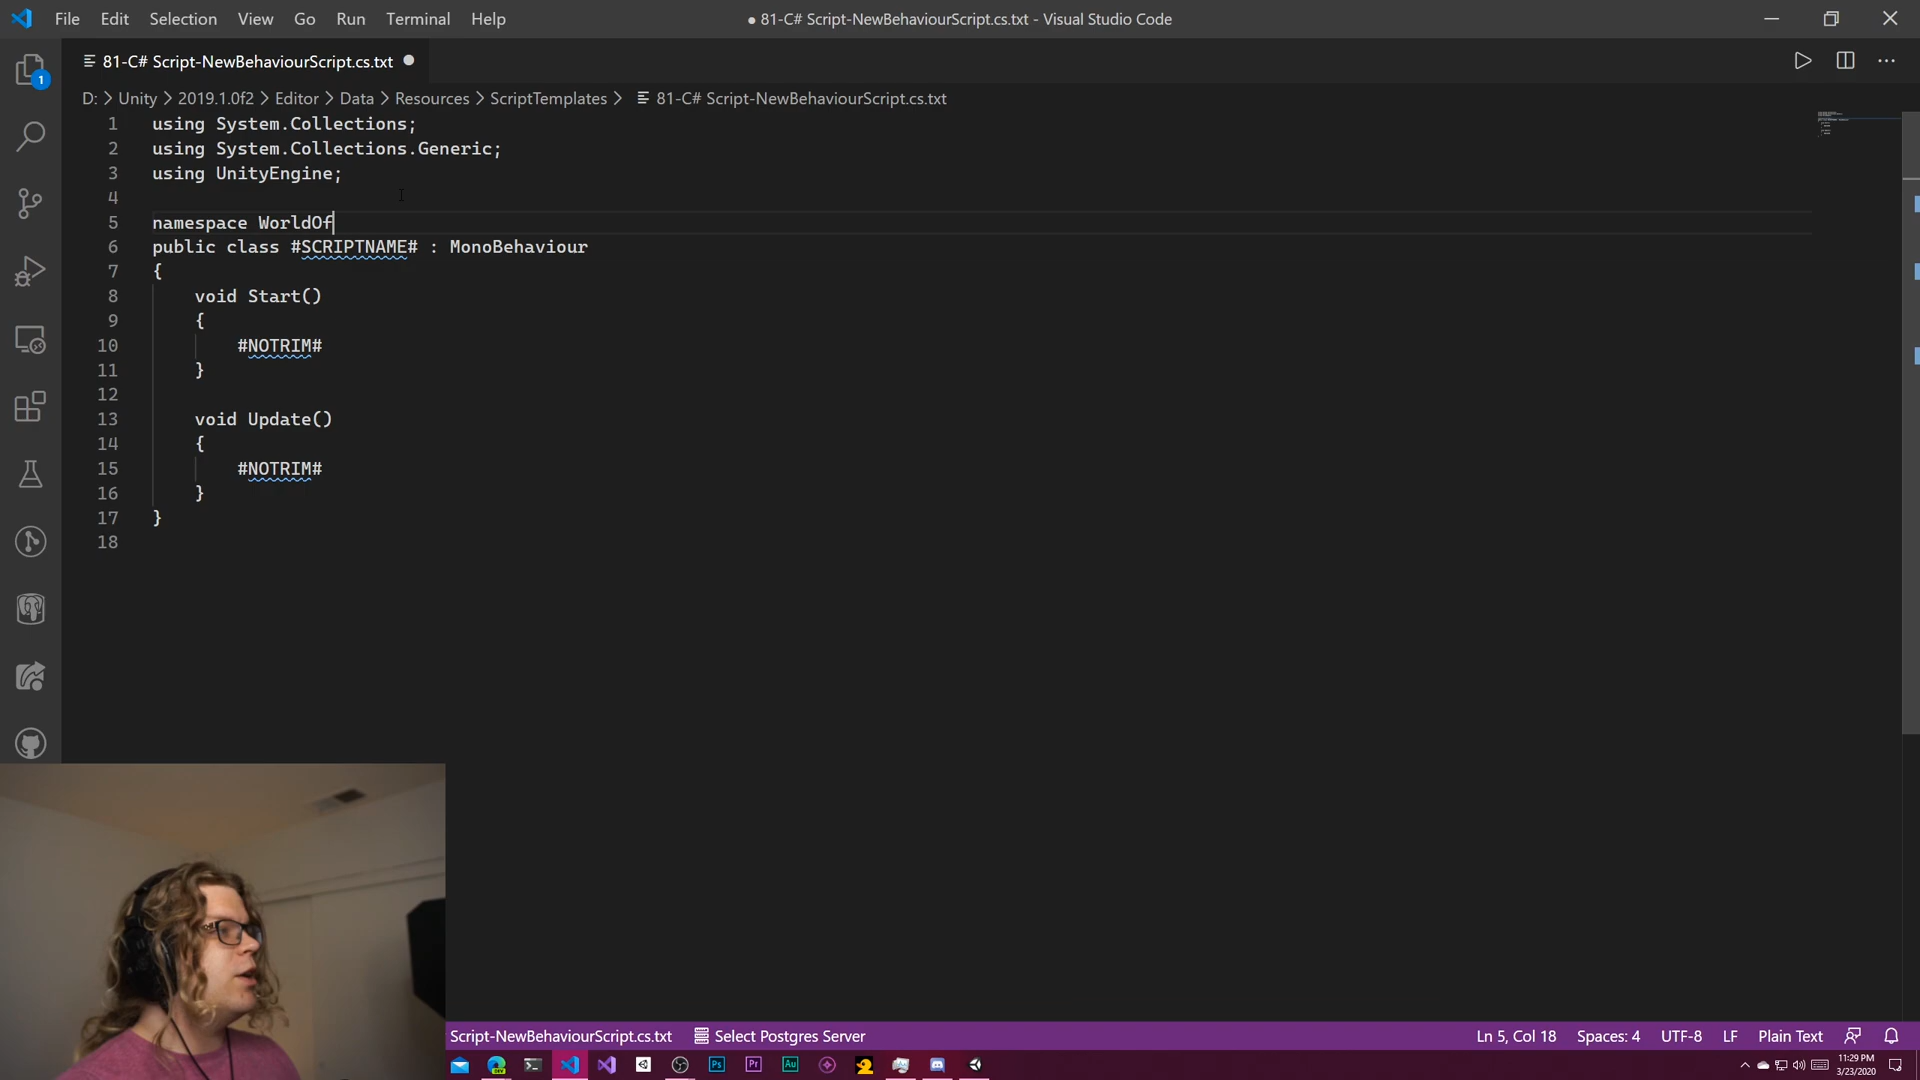 File Edit Selection View Go Run Terminal Help
● 81-C# Script-NewBehaviourScript.cs.txt - Visual Studio Code
81-C# Script-NewBehaviourScript.cs.txt
D: > Unity > 2019.1.0f2 > Editor > Data > Resources > ScriptTemplates > 81-C# Script-NewBehaviourScript.cs.txt
1 using System.Collections;
2 using System.Collections.Generic;
3 using UnityEngine;
4
5 namespace WorldOf
6 public class #SCRIPTNAME# : MonoBehaviour
7 {
8 void Start()
9 {
10 #NOTRIM#
11 }
12
13 void Update()
14 {
15 #NOTRIM#
16 }
17 }
18
1
Script-NewBehaviourScript.cs.txt Select Postgres Server Ln 5, Col 18 Spaces: 4 UTF-8 LF Plain Text
DEV Ps Pr Au
11:29 PM
3/23/2020